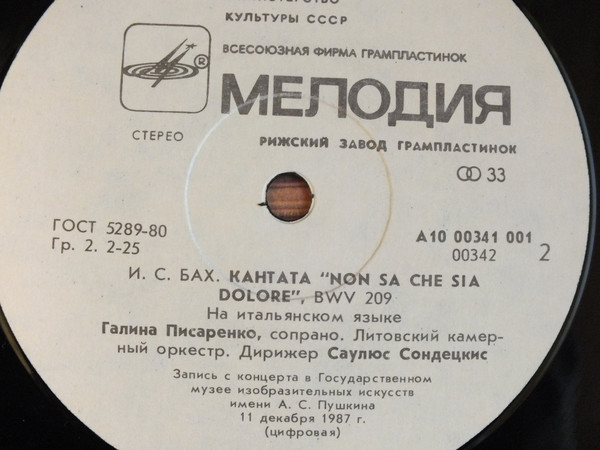 КУЛЬТУРЫ СССР
ВСЕСОЮЗНАЯ ФИРМА ГРАМПЛАСТИНОК
®
МЕЛОДИЯ
СТЕРЕО
РИЖСКИЙ ЗАВОД ГРАМПЛАСТИНОК
33
ГОСТ 5289-80
Гр. 2. 2-25
А10 00341 001
00342
2
И. С. БАХ. КАНТАТА "NON SA CHE SIA
DOLORE", BWV 209
На итальянском языке
Галина Писаренко, сопрано. Литовский камер-
ный оркестр. Дирижер Саулюс Сондецкис
Запись с концерта в Государственном
музее изобразительных искусств
имени А. С. Пушкина
11 декабря 1987 г.
(цифровая)